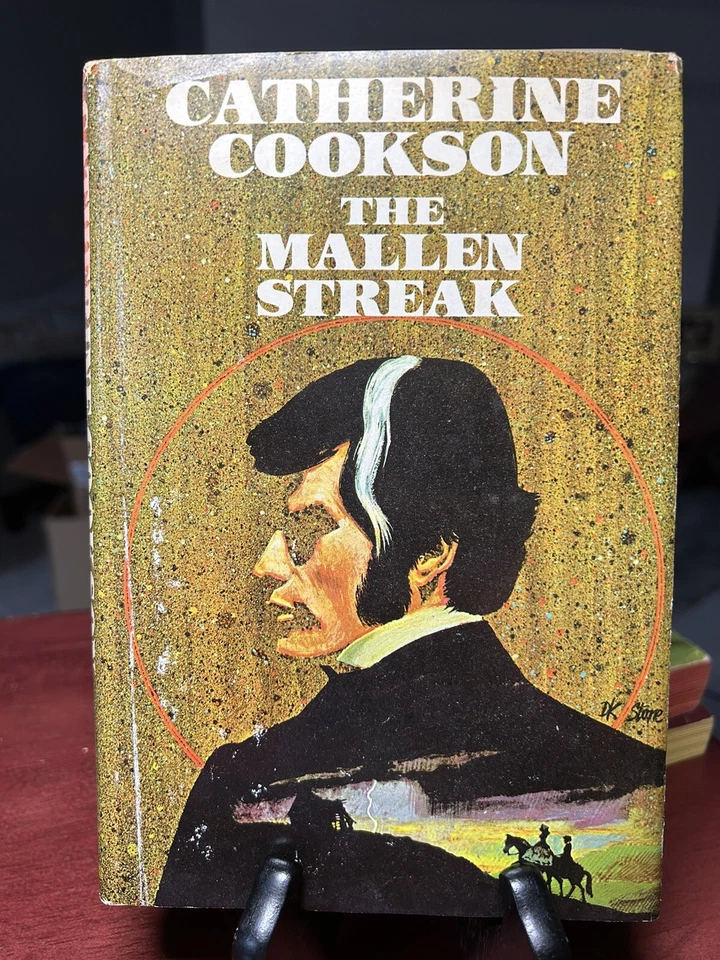 CATHERINE
COOKSON
THE
MALLEN
STREAK
DK Stone